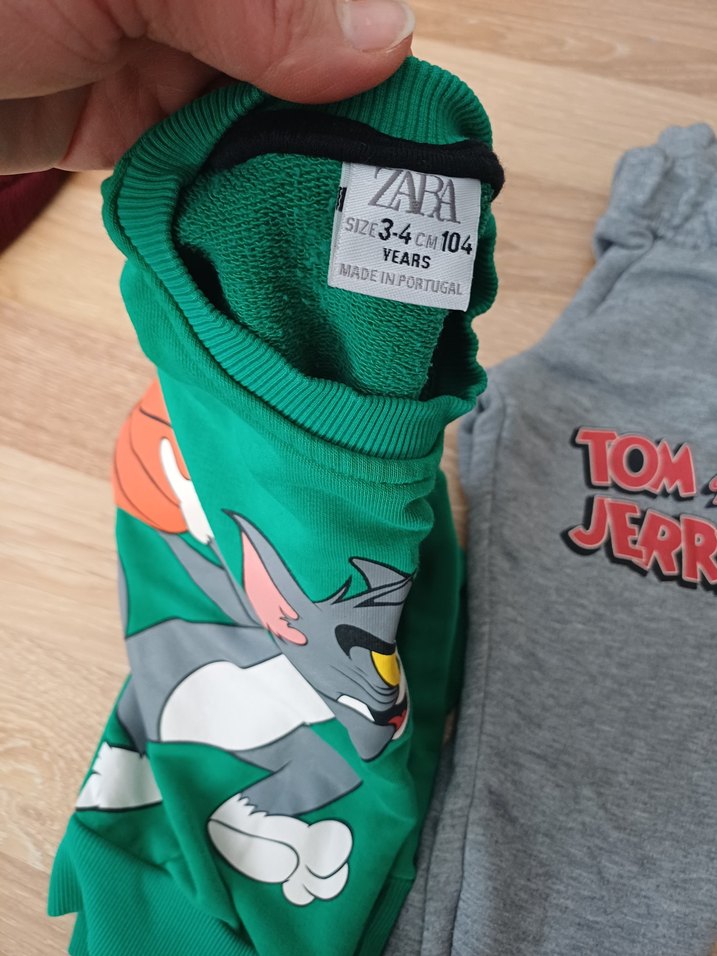 ZARA
SIZE 3-4 CM 104
YEARS
MADE IN PORTUGAL
TOM
JERR